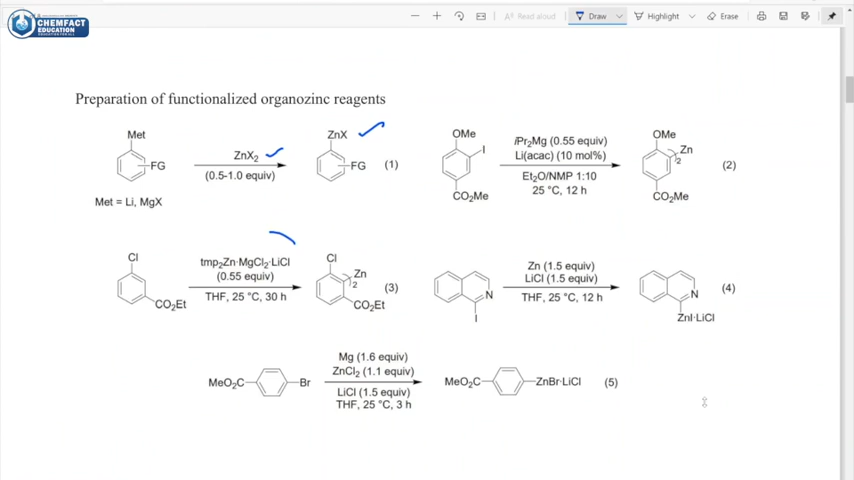 CHEMFACT
EDUCATION
Read aloud
Draw
Highlight
Erase
Preparation of functionalized organozinc reagents
Met
FG
Met = Li, MgX
ZnX2
(0.5-1.0 equiv)
ZnX
FG
(1)
OMe
I
CO2Me
iPr2Mg (0.55 equiv)
Li(acac) (10 mol%)
Et2O/NMP 1:10
25 °C, 12 h
OMe
Zn
2
CO2Me
(2)
Cl
CO2Et
tmp2Zn·MgCl2·LiCl
(0.55 equiv)
THF, 25 °C, 30 h
Cl
Zn
2
CO2Et
(3)
N
I
Zn (1.5 equiv)
LiCl (1.5 equiv)
THF, 25 °C, 12 h
N
ZnI·LiCl
(4)
MeO2C
Br
Mg (1.6 equiv)
ZnCl2 (1.1 equiv)
LiCl (1.5 equiv)
THF, 25 °C, 3 h
MeO2C
ZnBr·LiCl
(5)